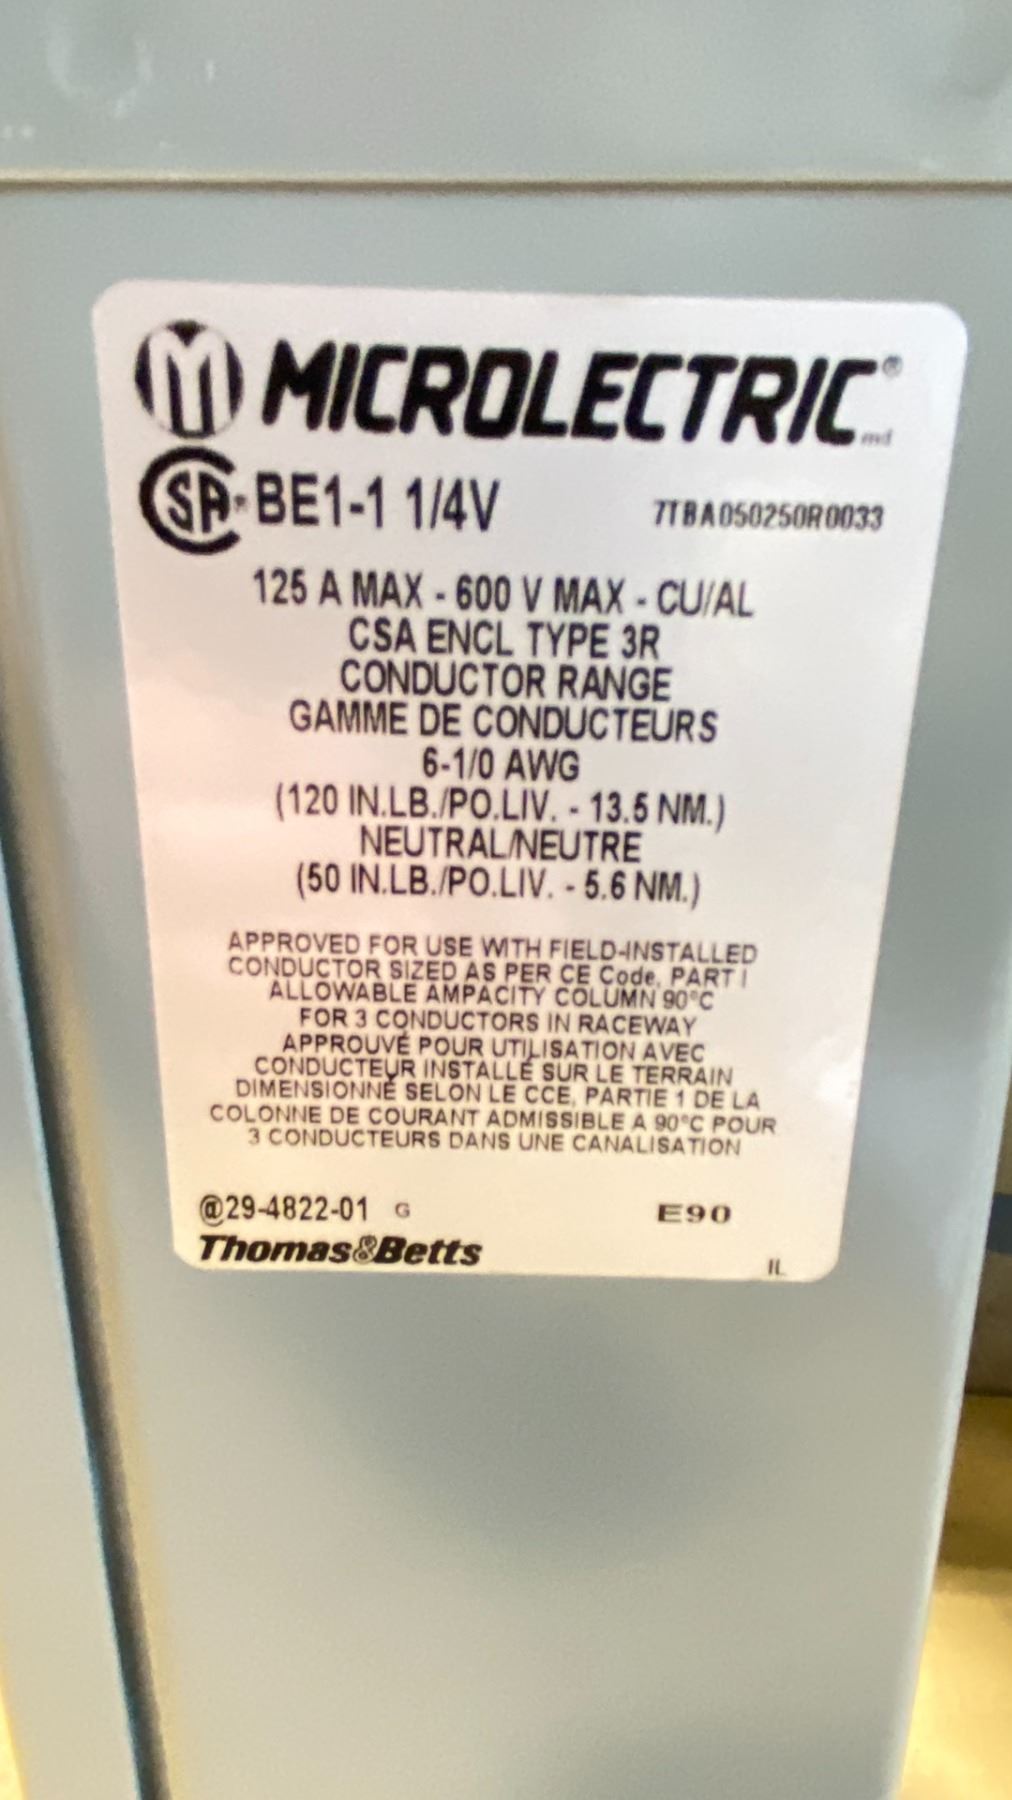 M MICROLECTRIC® md
CSA® BE1-1 1/4V 7TBA050250R0033
125 A MAX - 600 V MAX - CU/AL
CSA ENCL TYPE 3R
CONDUCTOR RANGE
GAMME DE CONDUCTEURS
6-1/0 AWG
(120 IN.LB./PO.LIV. - 13.5 NM.)
NEUTRAL/NEUTRE
(50 IN.LB./PO.LIV. - 5.6 NM.)
APPROVED FOR USE WITH FIELD-INSTALLED
CONDUCTOR SIZED AS PER CE Code, PART I
ALLOWABLE AMPACITY COLUMN 90°C
FOR 3 CONDUCTORS IN RACEWAY
APPROUVÉ POUR UTILISATION AVEC
CONDUCTEUR INSTALLÉ SUR LE TERRAIN
DIMENSIONNÉ SELON LE CCE, PARTIE 1 DE LA
COLONNE DE COURANT ADMISSIBLE A 90°C POUR
3 CONDUCTEURS DANS UNE CANALISATION
@29-4822-01 G E90
Thomas&Betts
IL